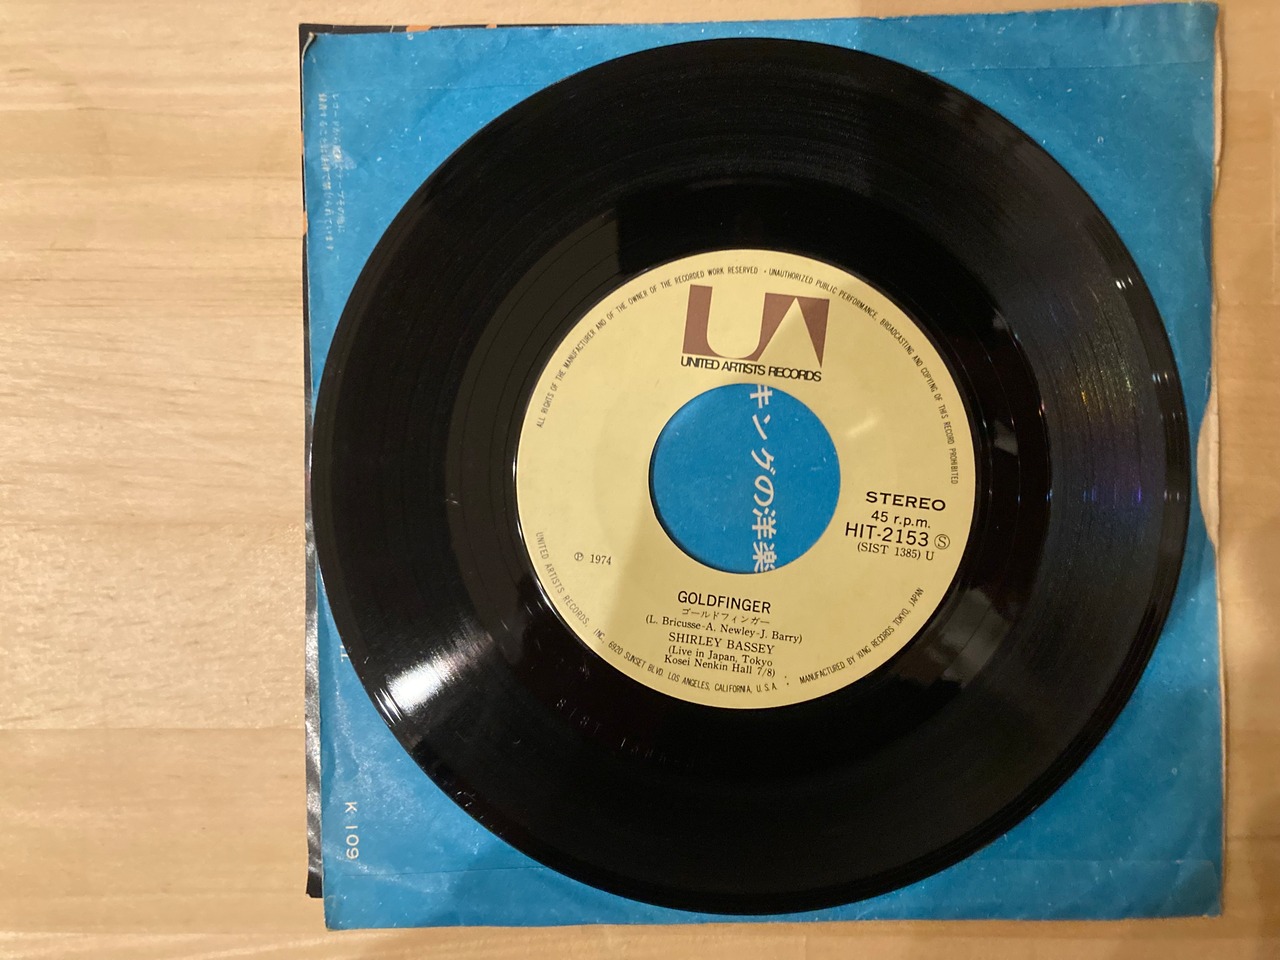 ALL RIGHTS OF THE MANUFACTURER AND OF THE OWNER OF THE RECORDED WORK RESERVED • UNAUTHORIZED PUBLIC PERFORMANCE, BROADCASTING AND COPYING OF THIS RECORD PROHIBITED
UA
UNITED ARTISTS RECORDS
キングの洋楽
STEREO
45 r.p.m.
HIT-2153 Ⓢ
(SIST 1385) U
Ⓟ 1974
GOLDFINGER
ゴールドフィンガー
(L. Bricusse-A. Newley-J. Barry)
SHIRLEY BASSEY
(Live in Japan, Tokyo
Kosei Nenkin Hall 7/8)
UNITED ARTISTS RECORDS, INC., 6920 SUNSET BLVD. LOS ANGELES, CALIFORNIA, U.S.A.
MANUFACTURED BY KING RECORDS TOKYO, JAPAN
K-109